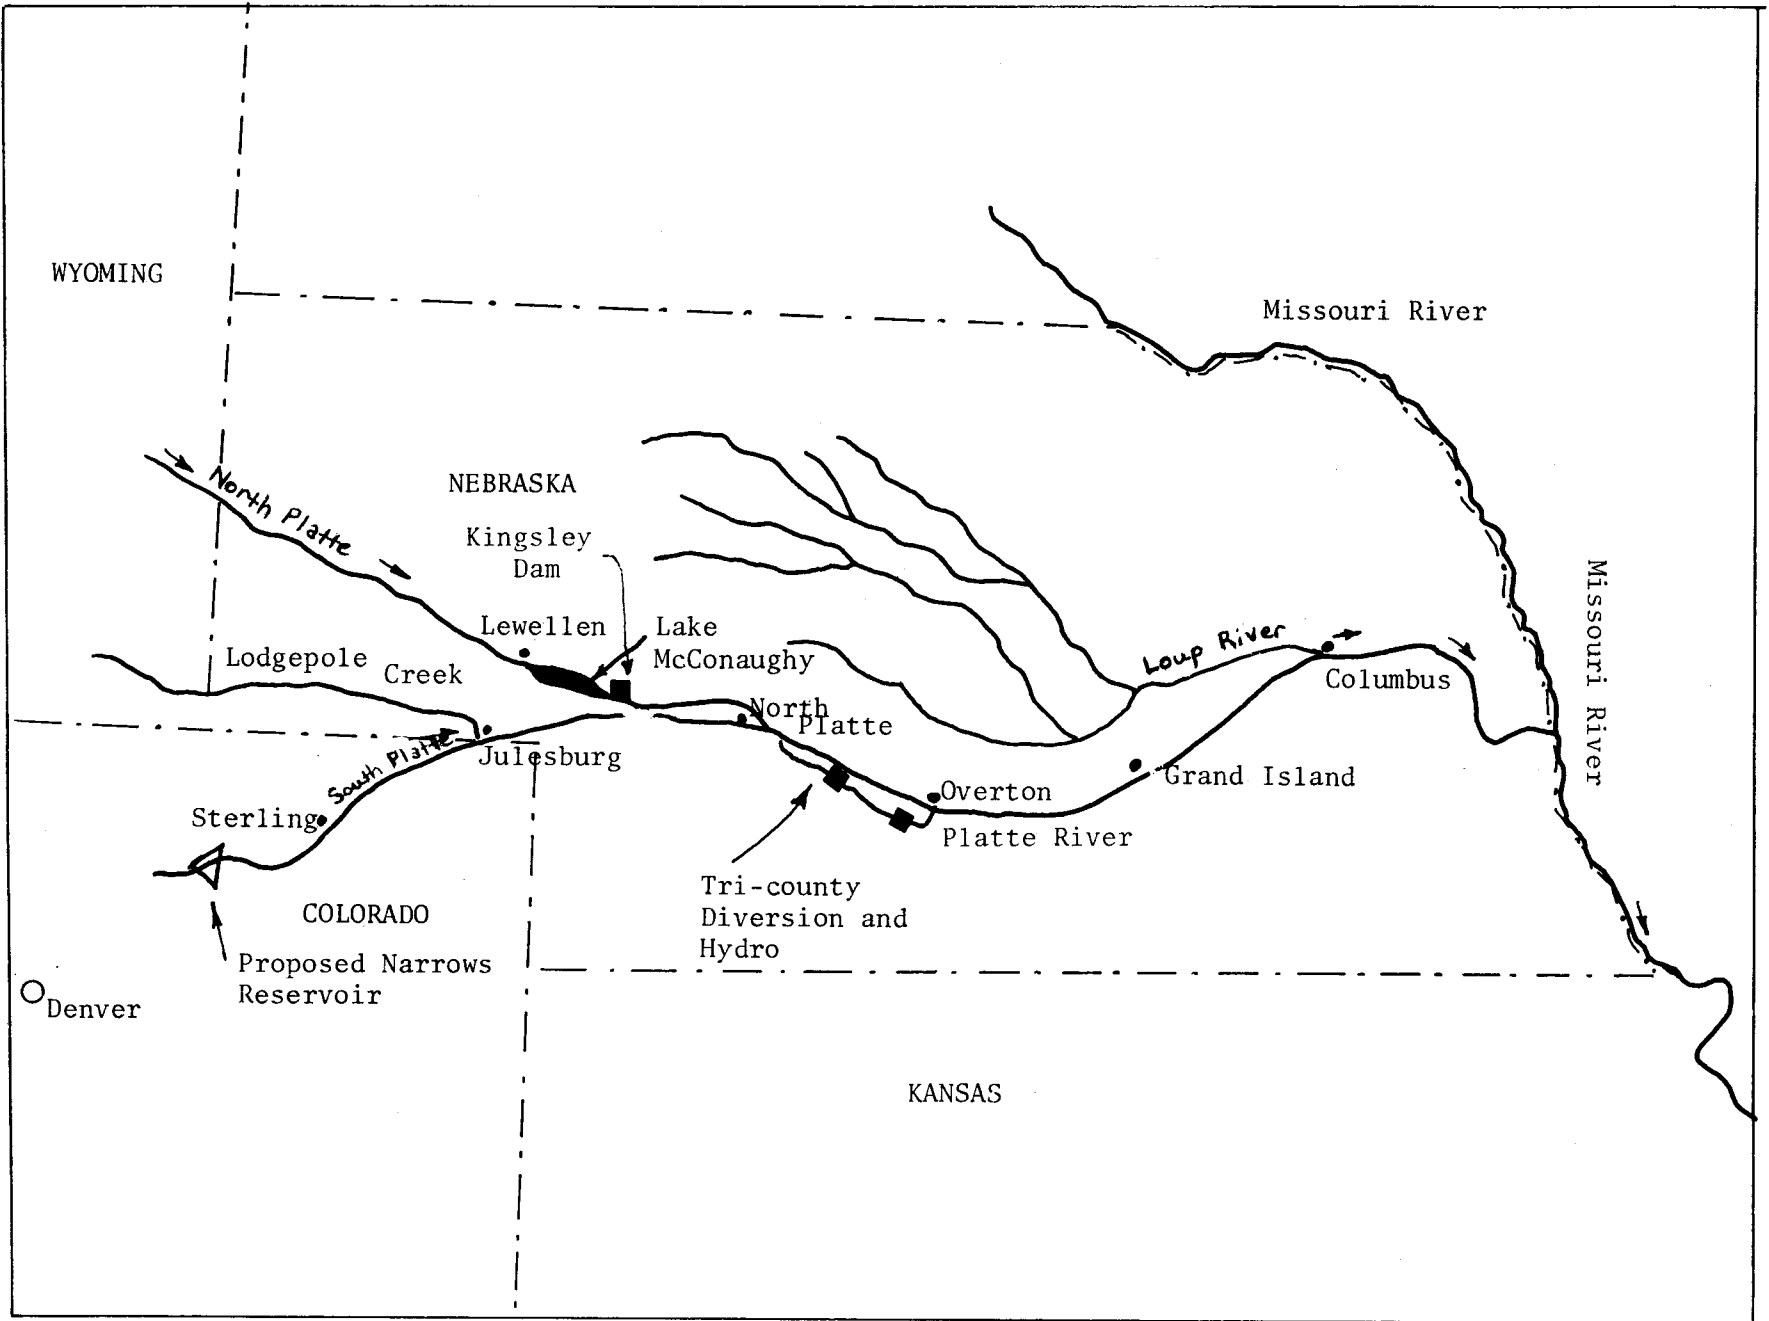 WYOMING
Missouri River
North Platte
NEBRASKA
Kingsley
Dam
Missouri River
Lewellen
Lake
McConaughy
Lodgepole
Creek
Loup River
Columbus
North
Platte
South Platte
Julesburg
Sterling
Overton
Grand Island
Platte River
Tri-county
Diversion and
Hydro
COLORADO
Proposed Narrows
Reservoir
Denver
KANSAS